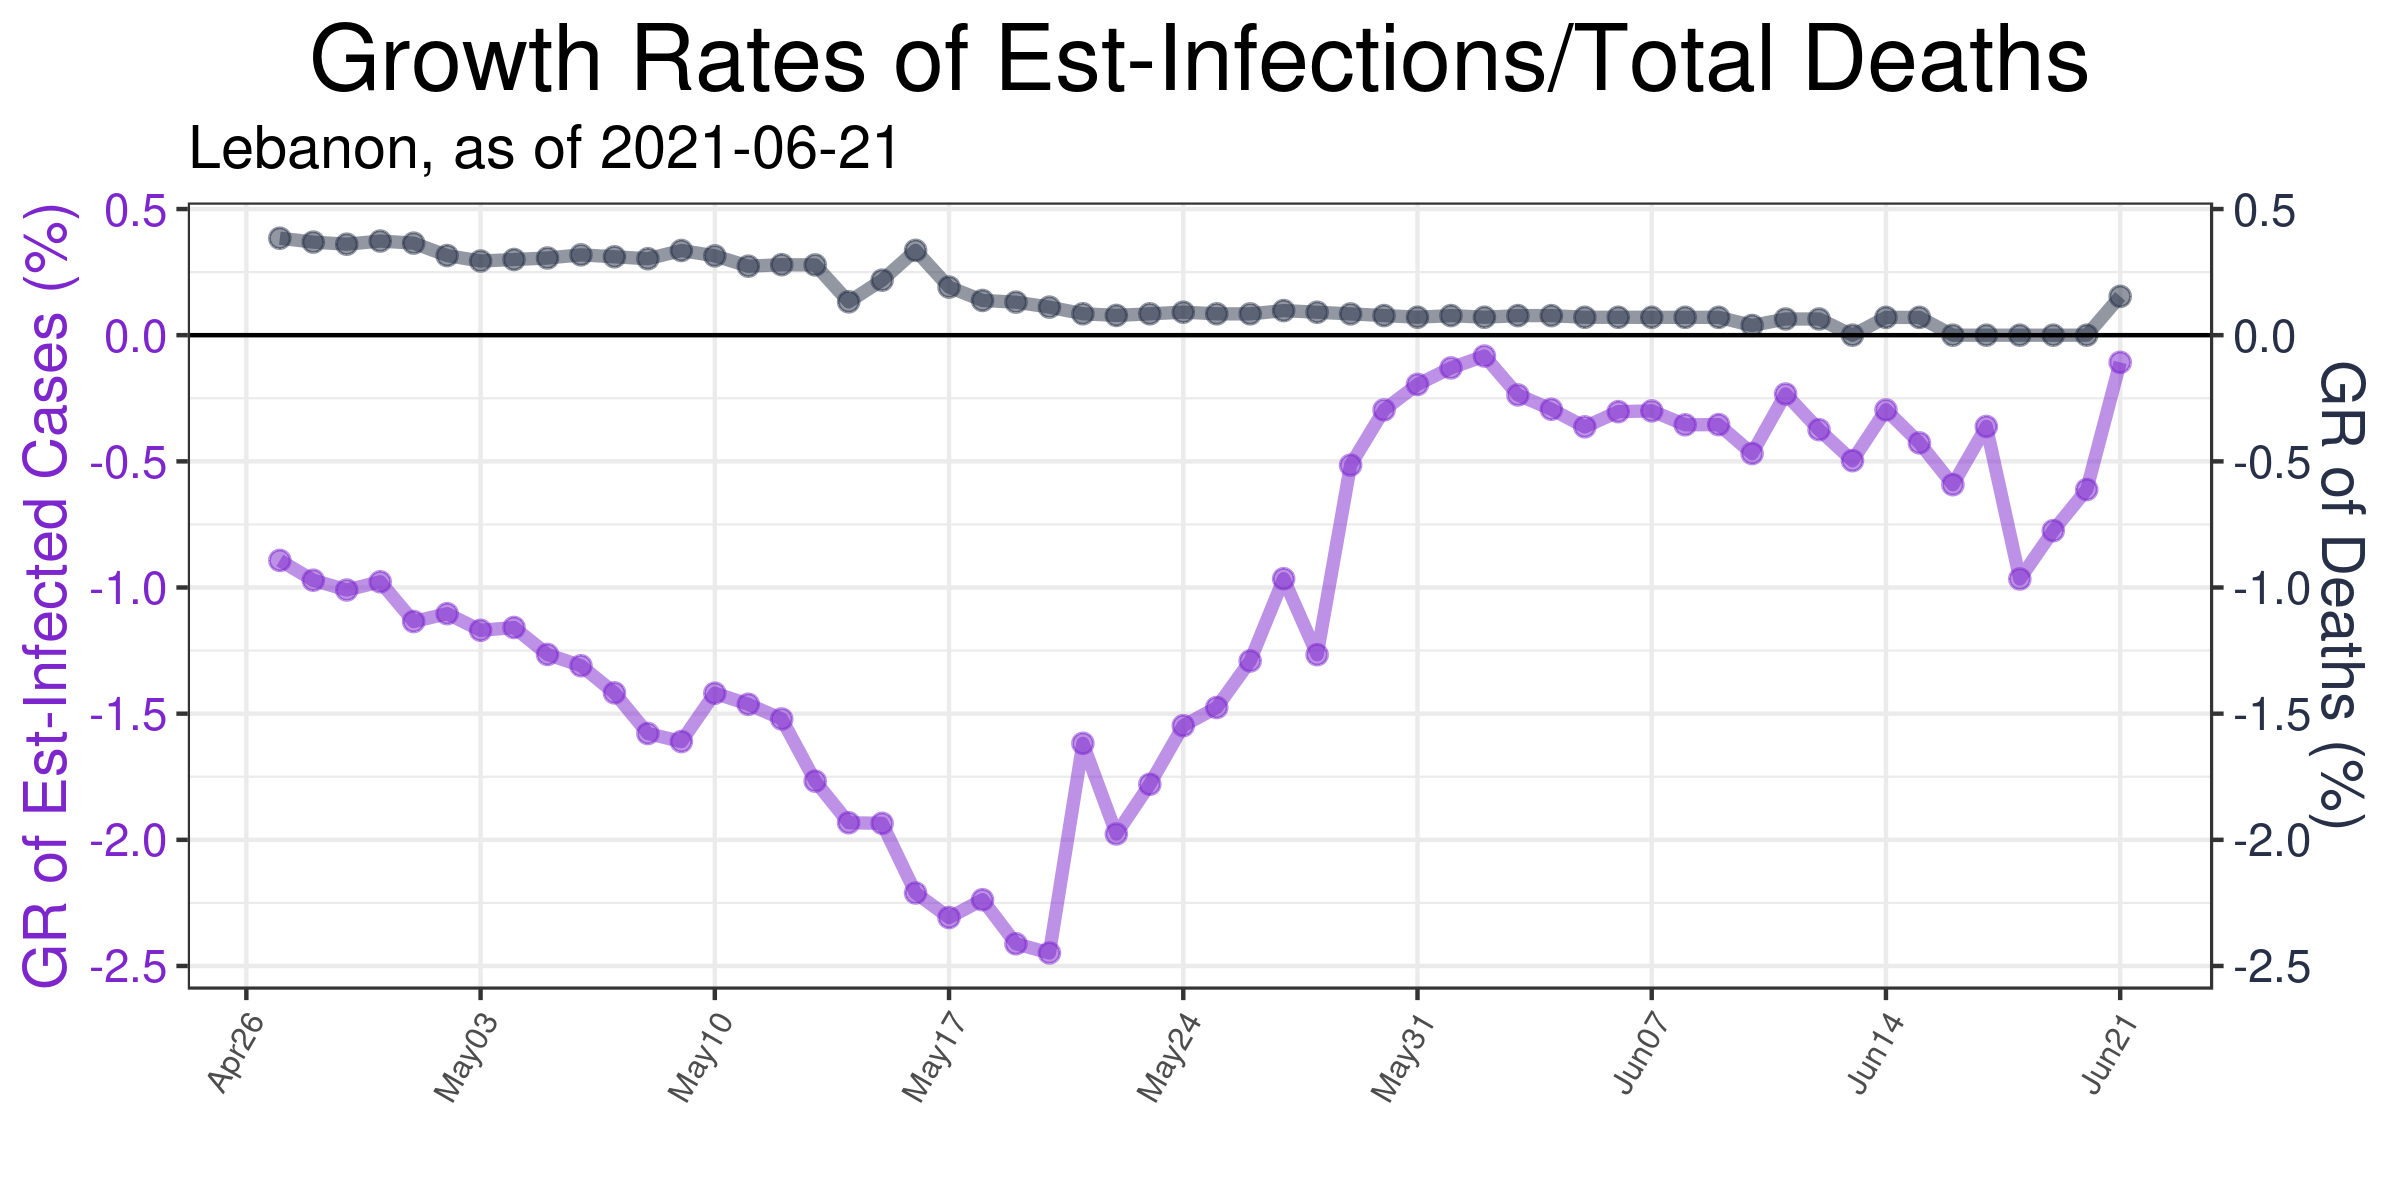 Growth Rates of Est-Infections/Total Deaths
Lebanon, as of 2021-06-21
GR of Est-Infected Cases (%)
0.5
0.0
-0.5
-1.0
-1.5
-2.0
-2.5
0.5
0.0
-0.5
-1.0
-1.5
-2.0
-2.5
GR of Deaths (%)
Apr26
May03
May10
May17
May24
May31
Jun07
Jun14
Jun21